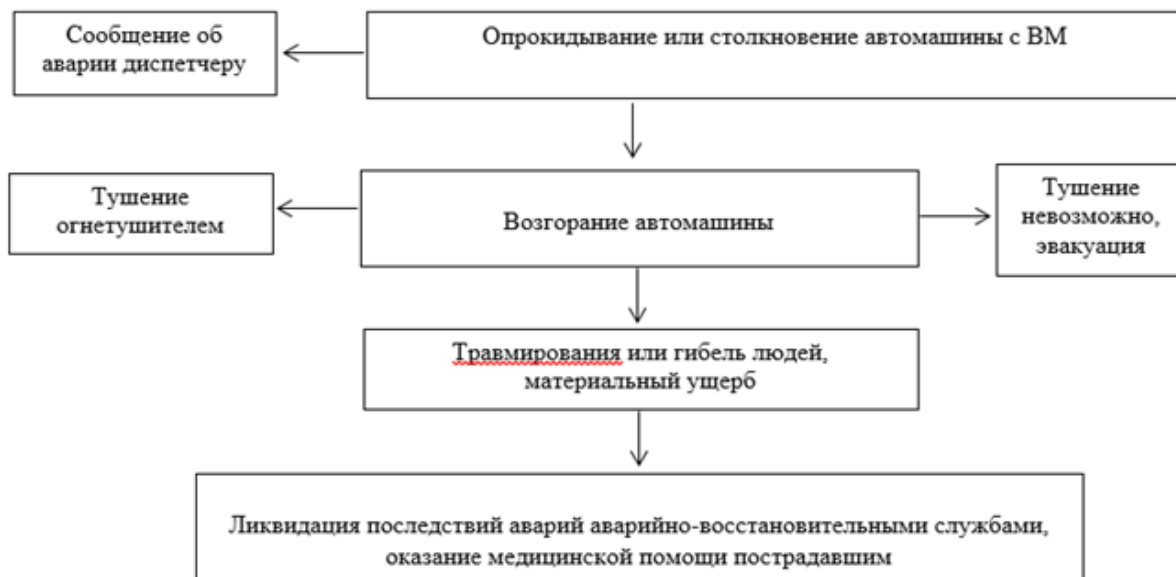 Сообщение об
аварии диспетчеру
Опрокидывание или столкновение автомашины с ВМ
Тушение
огнетушителем
Возгорание автомашины
Тушение
невозможно,
эвакуация
Травмирования или гибель людей,
материальный ущерб
Ликвидация последствий аварий аварийно-восстановительными службами,
оказание медицинской помощи пострадавшим